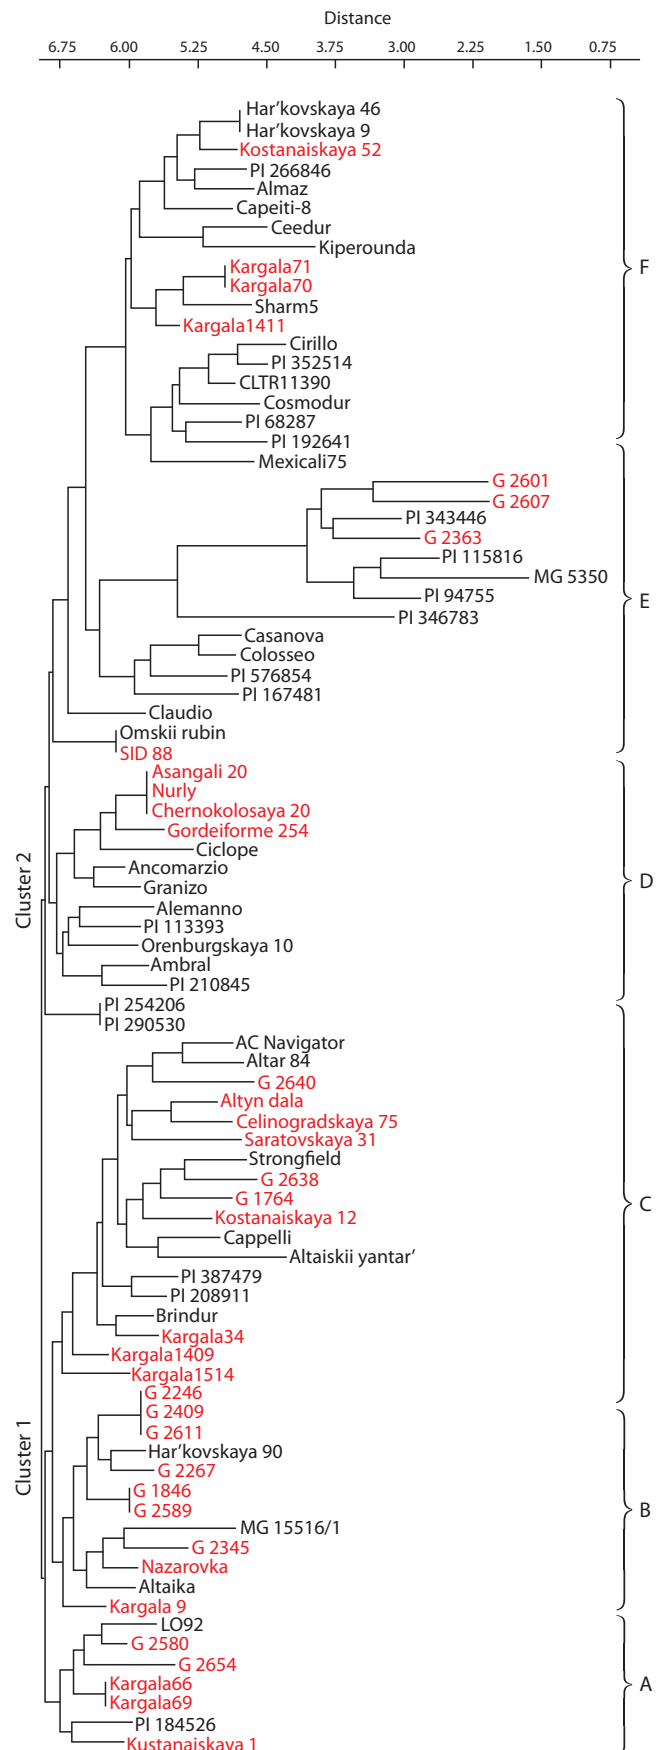 Distance
6.75 6.00 5.25 4.50 3.75 3.00 2.25 1.50 0.75
Har’kovskaya 46
Har’kovskaya 9
Kostanaiskaya 52
PI 266846
Almaz
Capeiti-8
Ceedur
Kiperounda
Kargala71
F
Kargala70
Sharm5
Kargala1411
Cirillo
PI 352514
CLTR11390
Cosmodur
PI 68287
PI 192641
Mexicali75
G 2601
G 2607
PI 343446
G 2363
PI 115816
MG 5350
PI 94755
E
PI 346783
Casanova
Colosseo
PI 576854
PI 167481
Claudio
Omskii rubin
SID 88
Asangali 20
Nurly
Chernokolosaya 20
Gordeiforme 254
Ciclope
Ancomarzio
Cluster 2
D
Granizo
Alemanno
PI 113393
Orenburgskaya 10
Ambral
PI 210845
PI 254206
PI 290530
AC Navigator
Altar 84
G 2640
Altyn dala
Celinogradskaya 75
Saratovskaya 31
Strongfield
G 2638
G 1764
C
Kostanaiskaya 12
Cappelli
Altaiskii yantar’
PI 387479
PI 208911
Brindur
Kargala34
Kargala1409
Kargala1514
G 2246
G 2409
G 2611
Cluster 1
Har’kovskaya 90
G 2267
G 1846
G 2589
B
MG 15516/1
G 2345
Nazarovka
Altaika
Kargala 9
LO92
G 2580
G 2654
Kargala66
A
Kargala69
PI 184526
Kustanaiskaya 1